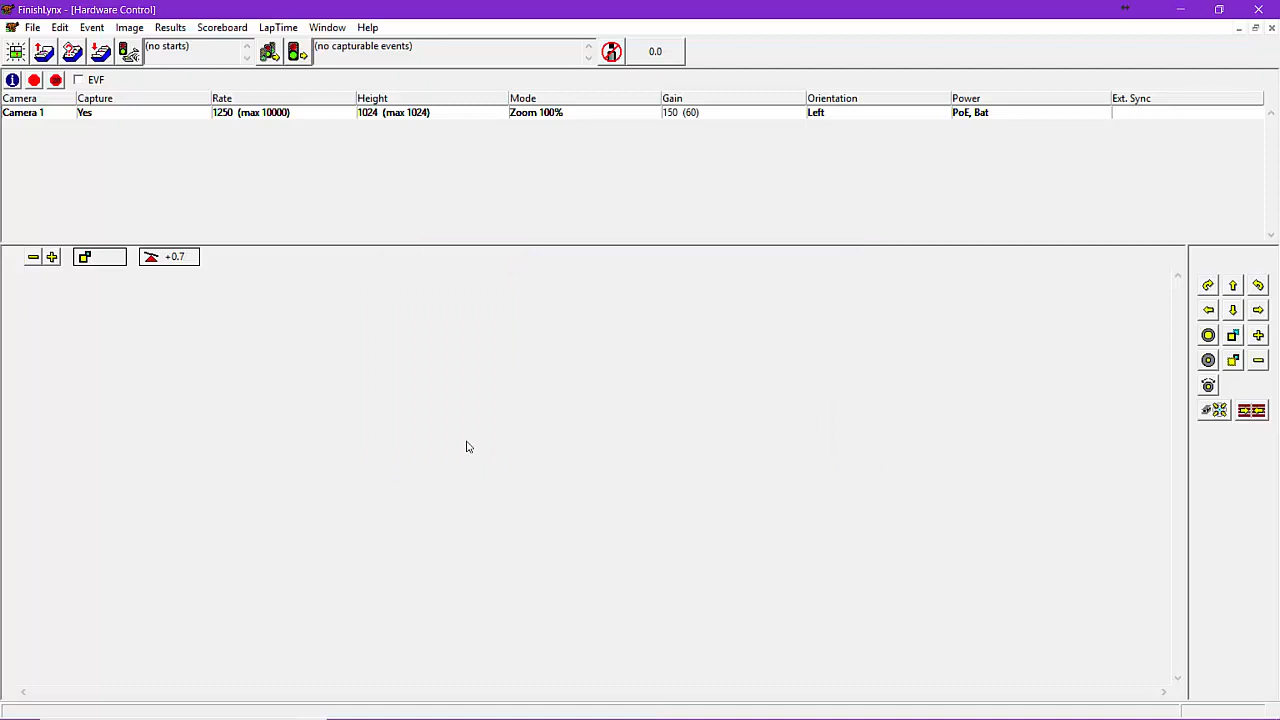 FinishLynx - [Hardware Control]
File Edit Event Image Results Scoreboard LapTime Window Help
(no starts) (no capturable events) 0.0
EVF
Camera Capture Rate Height Mode Gain Orientation Power Ext. Sync
Camera 1 Yes 1250 (max 10000) 1024 (max 1024) Zoom 100% 150 (60) Left PoE, Bat
+0.7